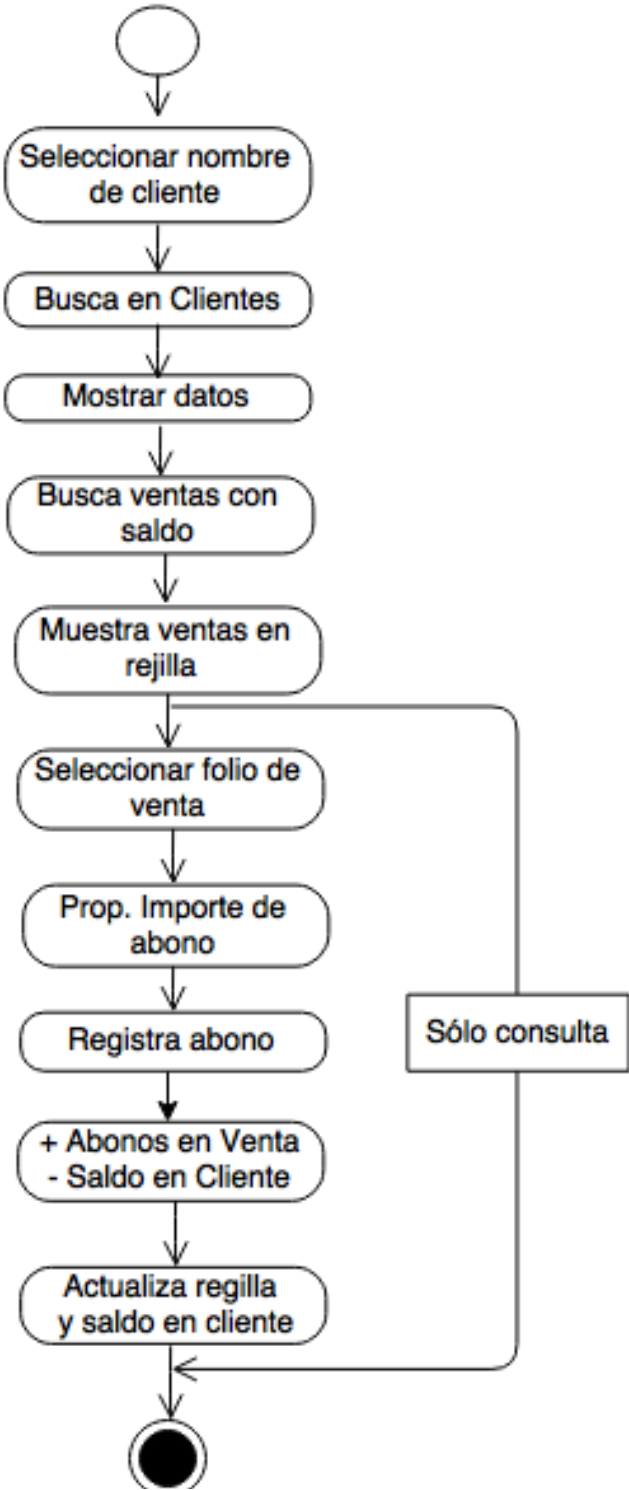 Seleccionar nombre
de cliente
Busca en Clientes
Mostrar datos
Busca ventas con
saldo
Muestra ventas en
rejilla
Seleccionar folio de
venta
Prop. Importe de
abono
Registra abono
Sólo consulta
+ Abonos en Venta
- Saldo en Cliente
Actualiza regilla
y saldo en cliente